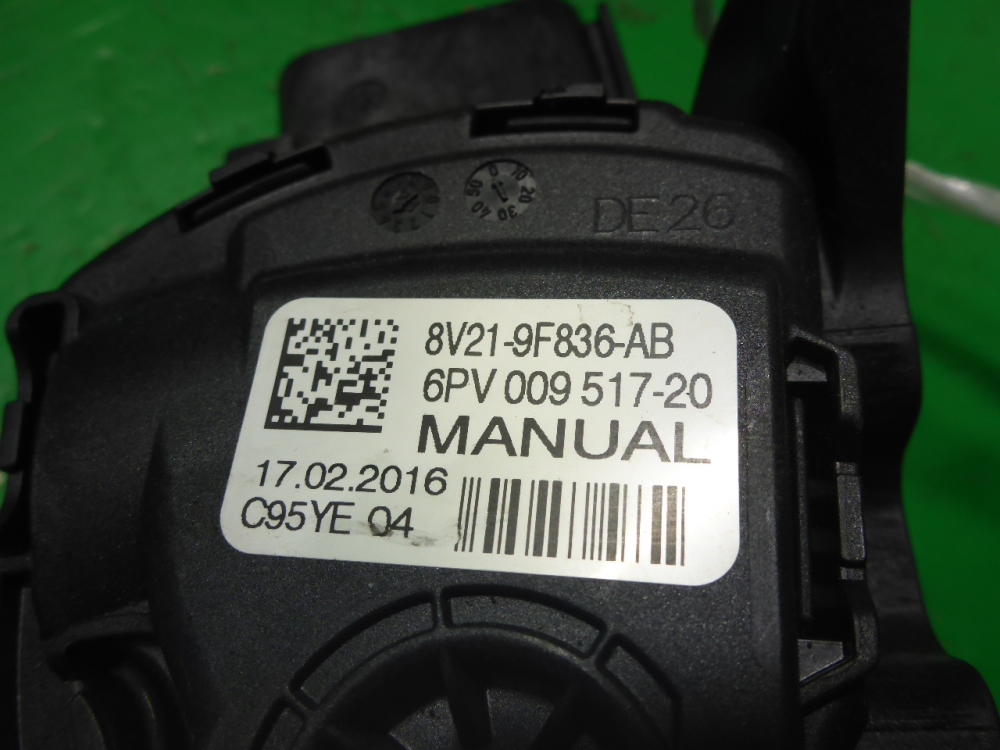 DE26
8V21-9F836-AB
6PV 009 517-20
MANUAL
17.02.2016
C95YE 04